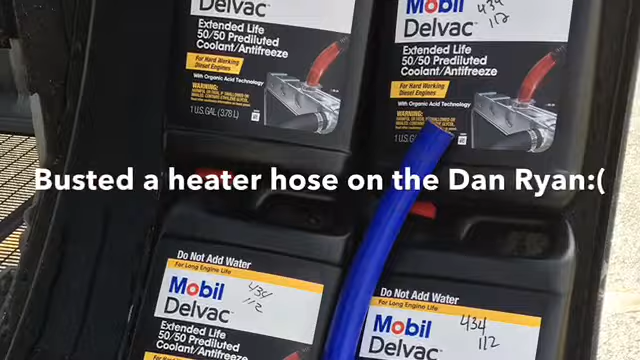 Delvac
Extended Life
50/50 Prediluted
Coolant/Antifreeze
For Hard Working
Diesel Engines
With Organic Acid Technology
WARNING:
1 U.S. GAL (3.78 L)
Mobil
Delvac
434
112
Extended Life
50/50 Prediluted
Coolant/Antifreeze
For Hard Working
Diesel Engines
With Organic Acid Technology
WARNING:
1 U.S. G
Busted a heater hose on the Dan Ryan:(
Do Not Add Water
For Long Engine Life
Mobil
Delvac
434
112
Extended Life
50/50 Prediluted
Coolant/Antifreeze
Do Not Add Water
For Long Engine Life
Mobil
Delvac
434
112
Extended Life